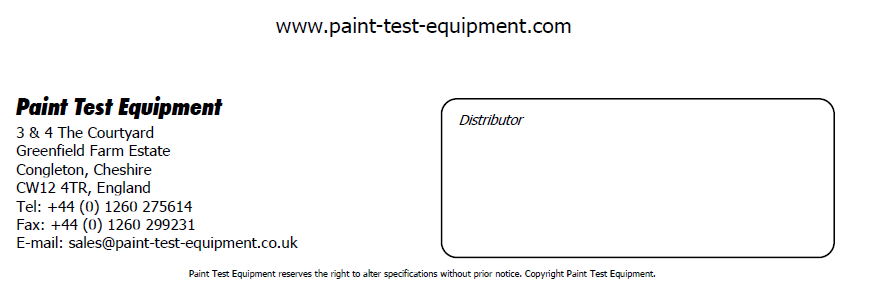 www.paint-test-equipment.com
Paint Test Equipment
3 & 4 The Courtyard
Greenfield Farm Estate
Congleton, Cheshire
CW12 4TR, England
Tel: +44 (0) 1260 275614
Fax: +44 (0) 1260 299231
E-mail: sales@paint-test-equipment.co.uk
Distributor
Paint Test Equipment reserves the right to alter specifications without prior notice. Copyright Paint Test Equipment.